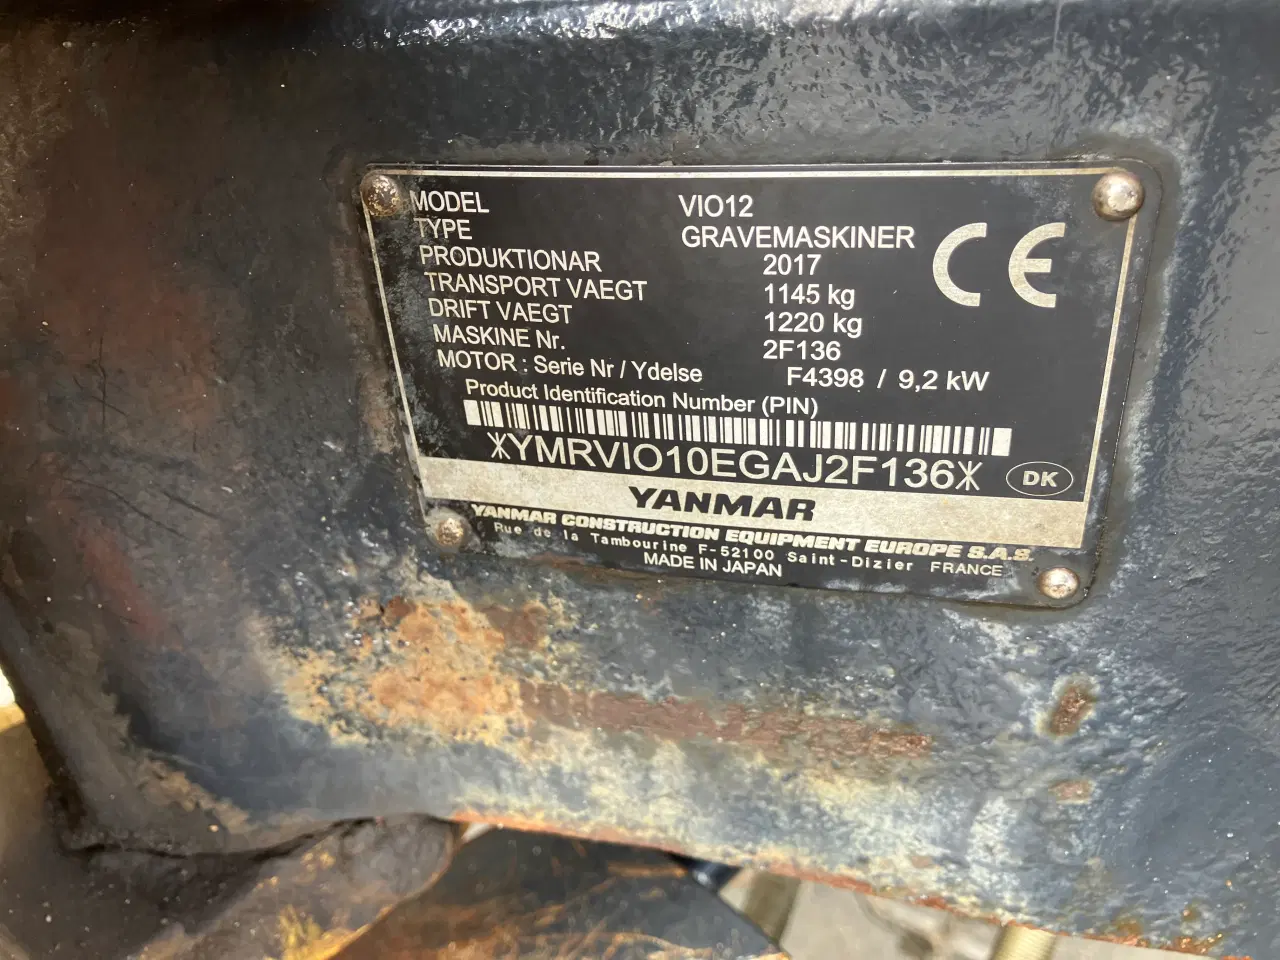 MODEL VIO12
TYPE GRAVEMASKINER
PRODUKTIONAR 2017
TRANSPORT VAEGT 1145 kg
DRIFT VAEGT 1220 kg
MASKINE Nr. 2F136
MOTOR : Serie Nr / Ydelse F4398 / 9,2 kW
CE
Product Identification Number (PIN)
*YMRVIO10EGAJ2F136*
DK
YANMAR
YANMAR CONSTRUCTION EQUIPMENT EUROPE S.A.S.
Rue de la Tambourine F-52100 Saint-Dizier FRANCE
MADE IN JAPAN